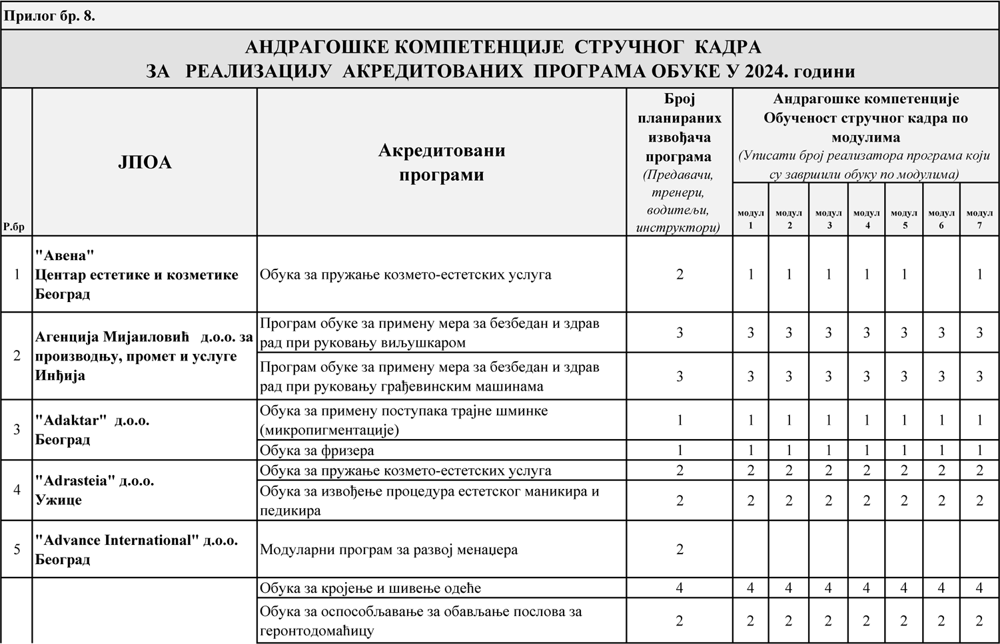 Прилог бр. 8.
АНДРАГОШКЕ КОМПЕТЕНЦИЈЕ СТРУЧНОГ КАДРА
ЗА РЕАЛИЗАЦИЈУ АКРЕДИТОВАНИХ ПРОГРАМА ОБУКЕ У 2024. години
Р.бр
ЈПОА
Акредитовани
програми
Број
планираних
извођача
програма
(Предавачи,
тренери,
водитељи,
инструктори)
Андрагошке компетенције
Обученост стручног кадра по
модулима
(Уписати број реализатора програма који
су завршили обуку по модулима)
модул 1
модул 2
модул 3
модул 4
модул 5
модул 6
модул 7
1
"Авена"
Центар естетике и козметике
Београд
Обука за пружање козмето-естетских услуга
2 1 1 1 1 1 1
2
Агенција Мијаиловић д.о.о. за
производњу, промет и услуге
Инђија
Програм обуке за примену мера за безбедан и здрав
рад при руковању виљушкаром
3 3 3 3 3 3 3 3
Програм обуке за примену мера за безбедан и здрав
рад при руковању грађевинским машинама
3 3 3 3 3 3 3 3
3
"Adaktar" д.о.о.
Београд
Обука за примену поступака трајне шминке
(микропигментације)
1 1 1 1 1 1 1 1
Обука за фризера 1 1 1 1 1 1 1 1
4
"Adrasteia" д.о.о.
Ужице
Обука за пружање козмето-естетских услуга 2 2 2 2 2 2 2 2
Обука за извођење процедура естетског маникира и
педикира
2 2 2 2 2 2 2 2
5
"Advance International" д.о.о.
Београд
Модуларни програм за развој менаџера 2
Обука за кројење и шивење одеће 4 4 4 4 4 4 4 4
Обука за оспособљавање за обављање послова за
геронтодомаћицу
2 2 2 2 2 2 2 2